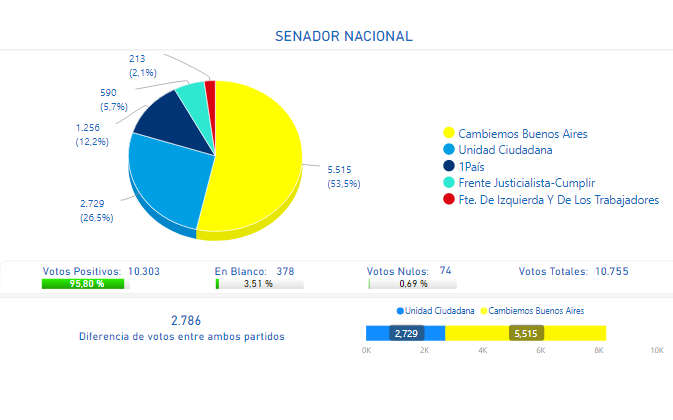 SENADOR NACIONAL
213
(2,1%)
590
(5,7%)
1.256
(12,2%)
2.729
(26,5%)
5.515
(53,5%)
Cambiemos Buenos Aires
Unidad Ciudadana
1País
Frente Justicialista-Cumplir
Fte. De Izquierda Y De Los Trabajadores
Votos Positivos: 10.303
95,80 %
En Blanco: 378
3,51 %
Votos Nulos: 74
0,69 %
Votos Totales: 10.755
2.786
Diferencia de votos entre ambos partidos
Unidad Ciudadana Cambiemos Buenos Aires
2,729 5,515
0K 2K 4K 6K 8K 10K